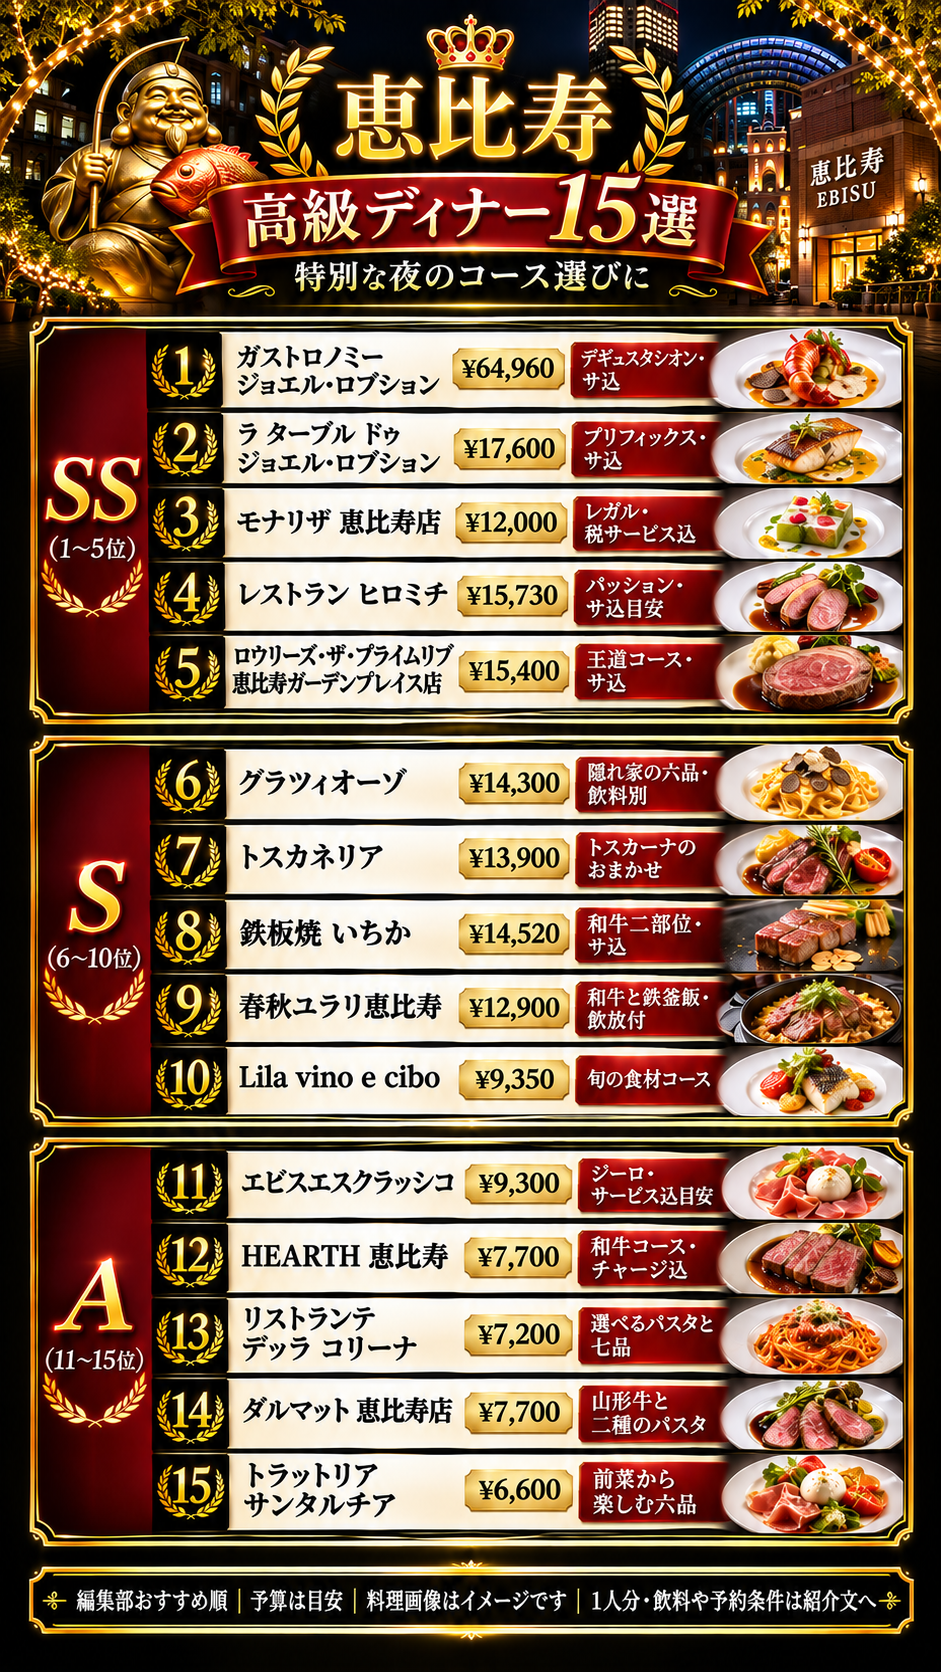 恵比寿
高級ディナー15選
特別な夜のコース選びに
恵比寿
EBISU
SS
(1〜5位)
1
ガストロノミー
ジョエル・ロブション
¥64,960
デギュスタシオン・
サ込
2
ラ ターブル ドゥ
ジョエル・ロブション
¥17,600
プリフィックス・
サ込
3
モナリザ 恵比寿店
¥12,000
レガル・
税サービス込
4
レストラン ヒロミチ
¥15,730
パッション・
サ込目安
5
ロウリーズ・ザ・プライムリブ
恵比寿ガーデンプレイス店
¥15,400
王道コース・
サ込
S
(6〜10位)
6
グラツィオーゾ
¥14,300
隠れ家の六品・
飲料別
7
トスカネリア
¥13,900
トスカーナの
おまかせ
8
鉄板焼 いちか
¥14,520
和牛二部位・
サ込
9
春秋ユラリ恵比寿
¥12,900
和牛と鉄釜飯・
飲放付
10
Lila vino e cibo
¥9,350
旬の食材コース
A
(11〜15位)
11
エビスエスクラッシコ
¥9,300
ジーロ・
サービス込目安
12
HEARTH 恵比寿
¥7,700
和牛コース・
チャージ込
13
リストランテ
デッラ コリーナ
¥7,200
選べるパスタと
七品
14
ダルマット 恵比寿店
¥7,700
山形牛と
二種のパスタ
15
トラットリア
サンタルチア
¥6,600
前菜から
楽しむ六品
編集部おすすめ順｜予算は目安｜料理画像はイメージです｜1人分・飲料や予約条件は紹介文へ